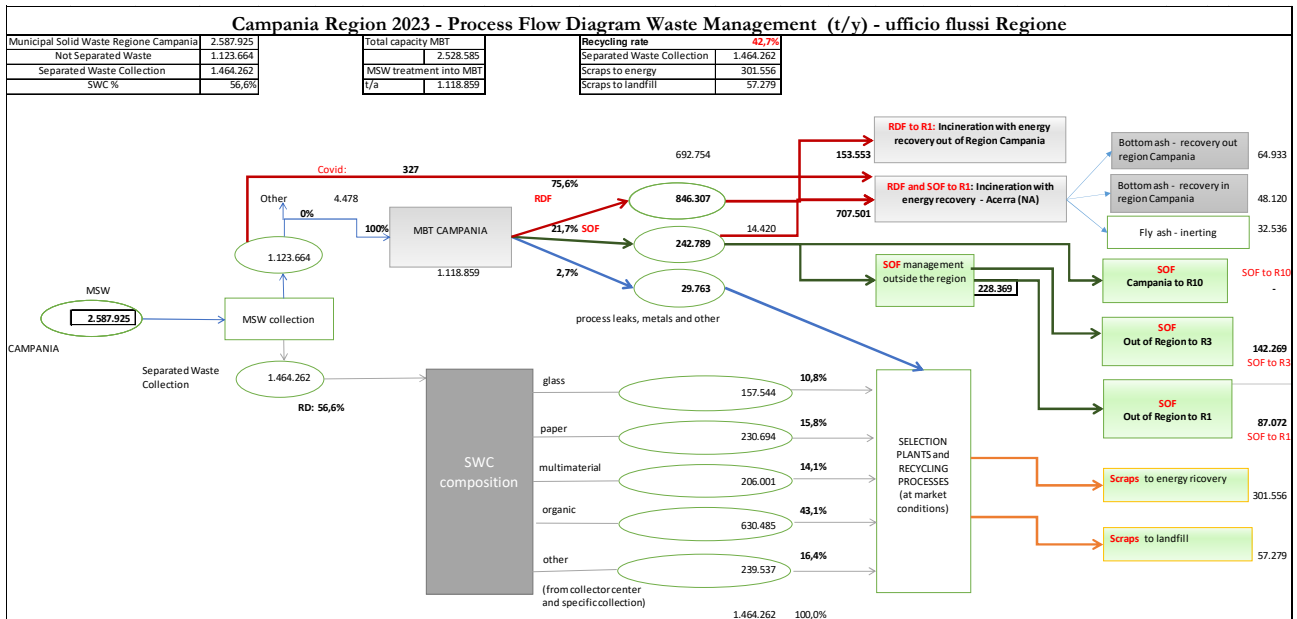 Campania Region 2023 - Process Flow Diagram Waste Management (t/y) - ufficio flussi Regione
Municipal Solid Waste Regione Campania 2.587.925
Not Separated Waste 1.123.664
Separated Waste Collection 1.464.262
SWC % 56,6%
Total capacity MBT
2.528.585
MSW treatment into MBT
t/a 1.118.859
Recycling rate 42,7%
Separated Waste Collection 1.464.262
Scraps to energy 301.556
Scraps to landfill 57.279
Covid: 327
692.754
153.553
RDF to R1: Incineration with energy
recovery out of Region Campania
75,6%
RDF
846.307
RDF and SOF to R1: Incineration with
energy recovery - Acerra (NA)
707.501
Bottom ash - recovery out
region Campania
64.933
Bottom ash - recovery in
region Campania
48.120
Fly ash - inerting
32.536
Other
4.478
0%
100%
MBT CAMPANIA
1.118.859
21,7% SOF
242.789
14.420
2,7%
29.763
process leaks, metals and other
1.123.664
SOF management
outside the region
228.369
SOF
Campania to R10
SOF to R10
-
SOF
Out of Region to R3
142.269
SOF to R3
SOF
Out of Region to R1
87.072
SOF to R1
MSW
2.587.925
CAMPANIA
MSW collection
Separated Waste
Collection
1.464.262
RD: 56,6%
SWC
composition
glass
157.544
10,8%
paper
230.694
15,8%
multimaterial
206.001
14,1%
organic
630.485
43,1%
other
239.537
16,4%
(from collector center
and specific collection)
1.464.262 100,0%
SELECTION
PLANTS and
RECYCLING
PROCESSES
(at market
conditions)
Scraps to energy ricovery
301.556
Scraps to landfill
57.279